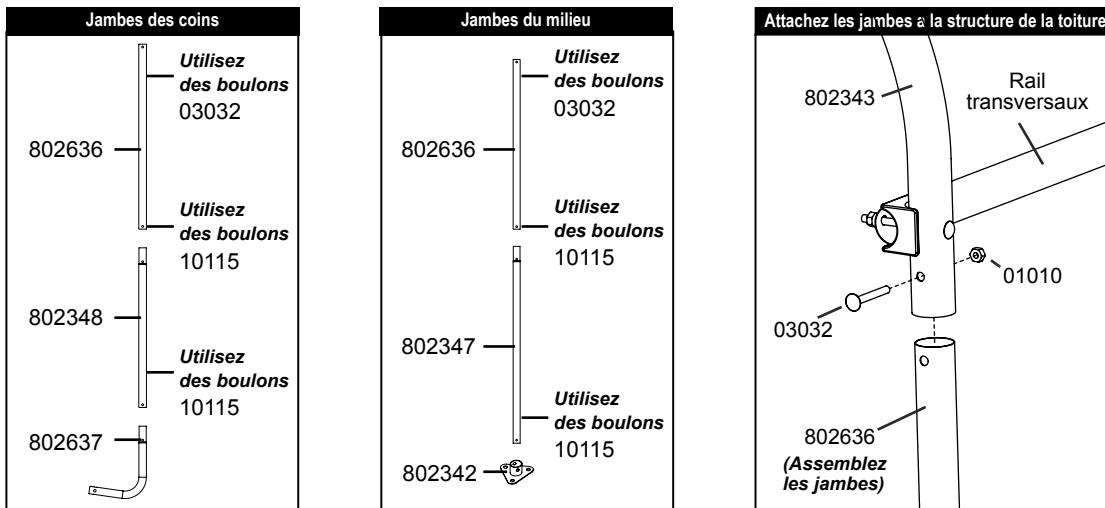 Jambes des coins
Utilisez
des boulons
03032
802636
Utilisez
des boulons
10115
802348
Utilisez
des boulons
10115
802637
Jambes du milieu
Utilisez
des boulons
03032
802636
Utilisez
des boulons
10115
802347
Utilisez
des boulons
10115
802342
Attachez les jambes a la structure de la toiture
802343
Rail
transversaux
01010
03032
802636
(Assemblez
les jambes)